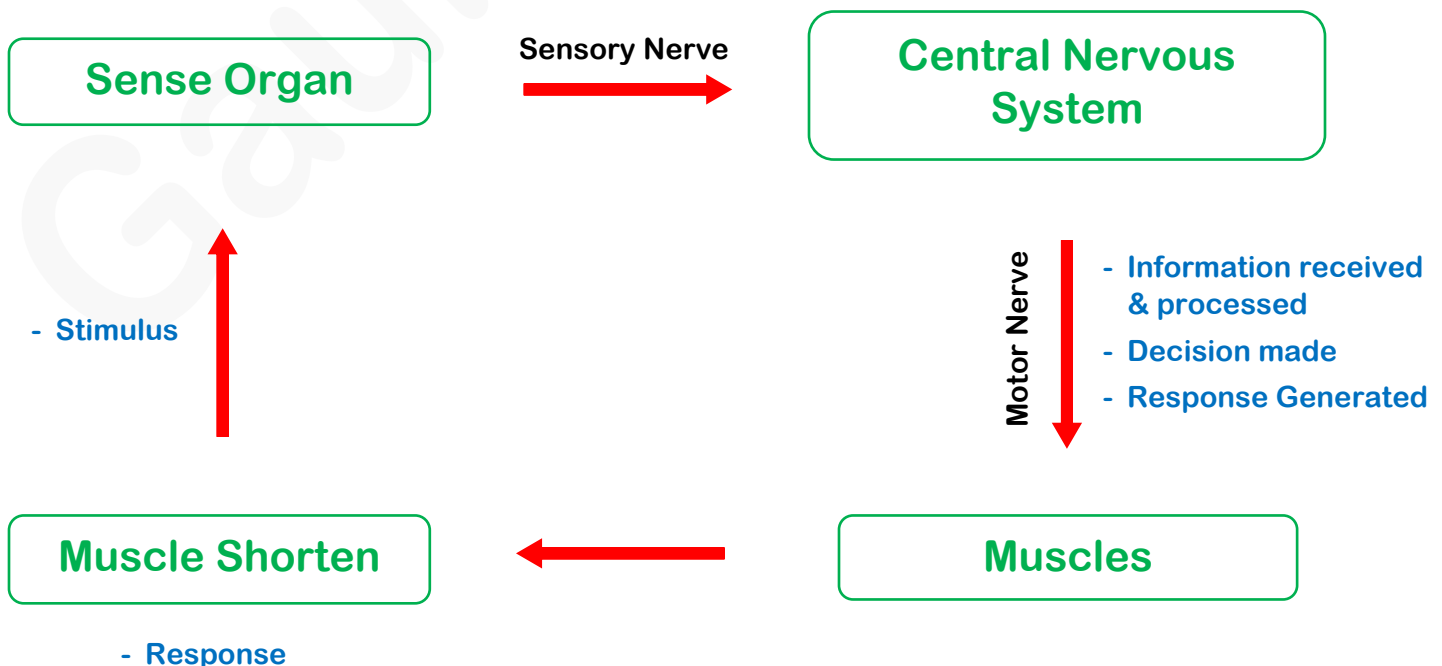 Sense Organ
Sensory Nerve
Central Nervous
System
- Stimulus
Motor Nerve
- Information received
& processed
- Decision made
- Response Generated
Muscle Shorten
Muscles
- Response